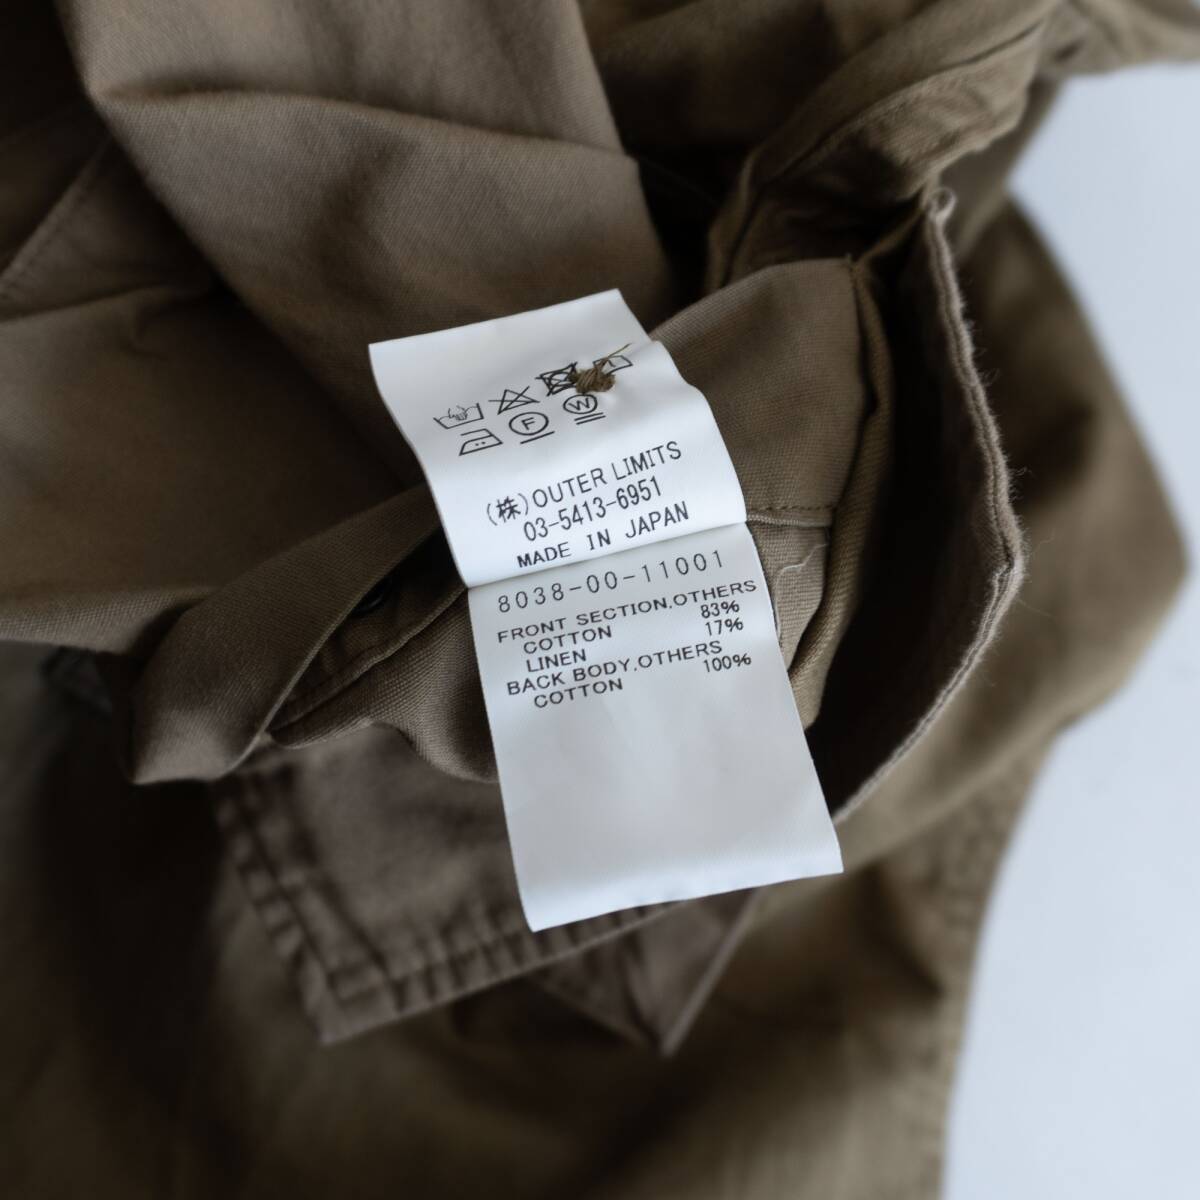 F W
(株)OUTER LIMITS
03-5413-6951
MADE IN JAPAN
8038-00-11001
FRONT SECTION.OTHERS
COTTON 83%
LINEN 17%
BACK BODY.OTHERS
COTTON 100%